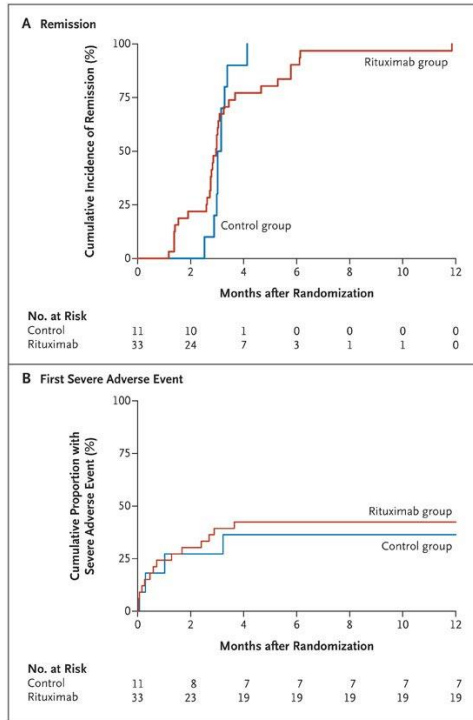 A Remission
Cumulative Incidence of Remission (%)
100
75
50
25
0
Rituximab group
Control group
0 2 4 6 8 10 12
Months after Randomization
No. at Risk
Control 11 10 1 0 0 0 0
Rituximab 33 24 7 3 1 1 0
B First Severe Adverse Event
Cumulative Proportion with
Severe Adverse Event (%)
100
75
50
25
0
Rituximab group
Control group
0 2 4 6 8 10 12
Months after Randomization
No. at Risk
Control 11 8 7 7 7 7 7
Rituximab 33 23 19 19 19 19 19